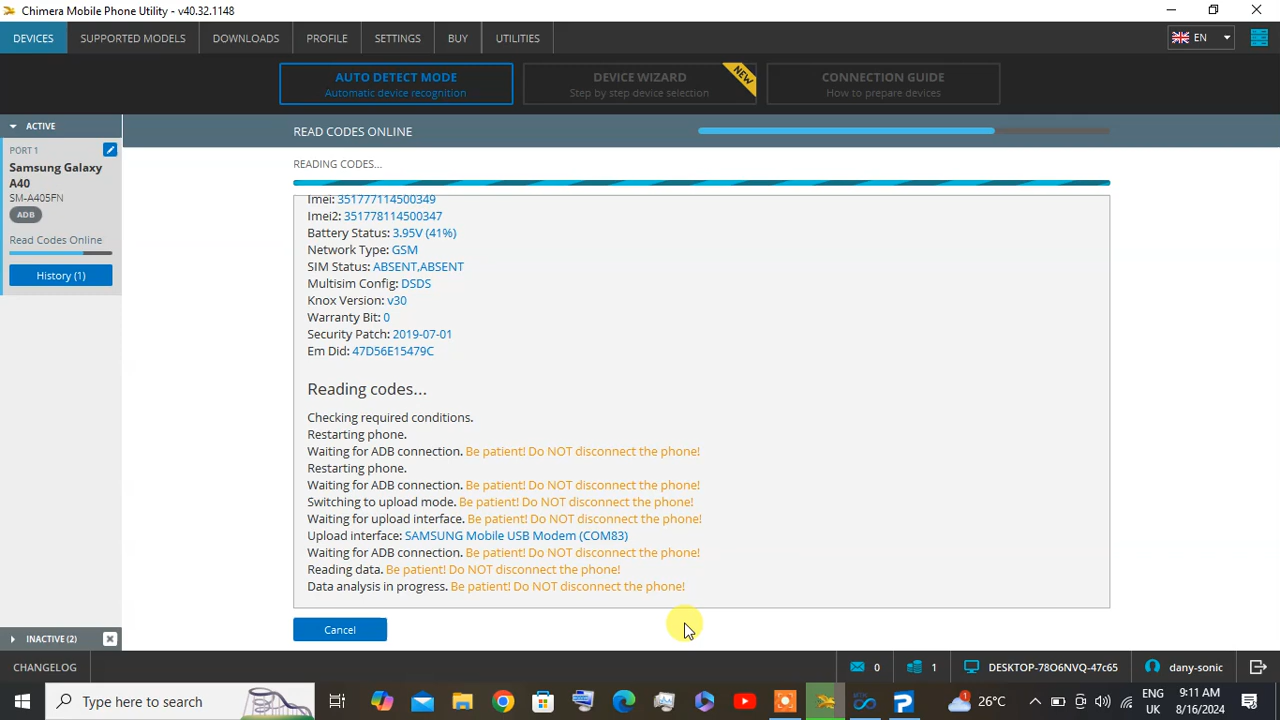 Chimera Mobile Phone Utility - v40.32.1148
DEVICES SUPPORTED MODELS DOWNLOADS PROFILE SETTINGS BUY UTILITIES EN
AUTO DETECT MODE
Automatic device recognition
DEVICE WIZARD
Step by step device selection
NEW
CONNECTION GUIDE
How to prepare devices
ACTIVE
PORT 1
Samsung Galaxy
A40
SM-A405FN
ADB
Read Codes Online
History (1)
READ CODES ONLINE
READING CODES...
Imei: 351777114500349
Imei2: 351778114500347
Battery Status: 3.95V (41%)
Network Type: GSM
SIM Status: ABSENT,ABSENT
Multisim Config: DSDS
Knox Version: v30
Warranty Bit: 0
Security Patch: 2019-07-01
Em Did: 47D56E15479C
Reading codes...
Checking required conditions.
Restarting phone.
Waiting for ADB connection. Be patient! Do NOT disconnect the phone!
Restarting phone.
Waiting for ADB connection. Be patient! Do NOT disconnect the phone!
Switching to upload mode. Be patient! Do NOT disconnect the phone!
Waiting for upload interface. Be patient! Do NOT disconnect the phone!
Upload interface: SAMSUNG Mobile USB Modem (COM83)
Waiting for ADB connection. Be patient! Do NOT disconnect the phone!
Reading data. Be patient! Do NOT disconnect the phone!
Data analysis in progress. Be patient! Do NOT disconnect the phone!
Cancel
INACTIVE (2)
CHANGELOG 0 1 DESKTOP-78O6NVQ-47c65 dany-sonic
Type here to search
1 26°C
ENG
UK
9:11 AM
8/16/2024